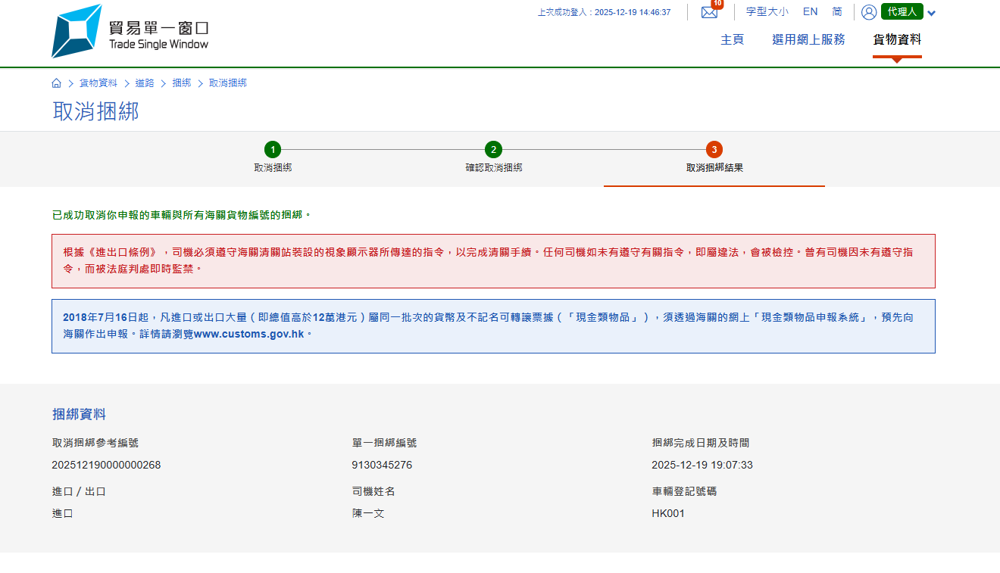 貿易單一窗口
Trade Single Window
上次成功登入：2025-12-19 14:46:37
10
字型大小
EN
简
代理人
主頁
選用網上服務
貨物資料
貨物資料
道路
捆綁
取消捆綁
取消捆綁
1
取消捆綁
2
確認取消捆綁
3
取消捆綁結果
已成功取消你申報的車輛與所有海關貨物編號的捆綁。
根據《進出口條例》，司機必須遵守海關清關站裝設的視象顯示器所傳達的指令，以完成清關手續。任何司機如未有遵守有關指令，即屬違法，會被檢控。曾有司機因未有遵守指
令，而被法庭判處即時監禁。
2018年7月16日起，凡進口或出口大量（即總值高於12萬港元）屬同一批次的貨幣及不記名可轉讓票據（「現金類物品」），須透過海關的網上「現金類物品申報系統」，預先向
海關作出申報。詳情請瀏覽www.customs.gov.hk。
捆綁資料
取消捆綁參考編號
單一捆綁編號
捆綁完成日期及時間
202512190000000268
9130345276
2025-12-19 19:07:33
進口 / 出口
司機姓名
車輛登記號碼
進口
陳一文
HK001